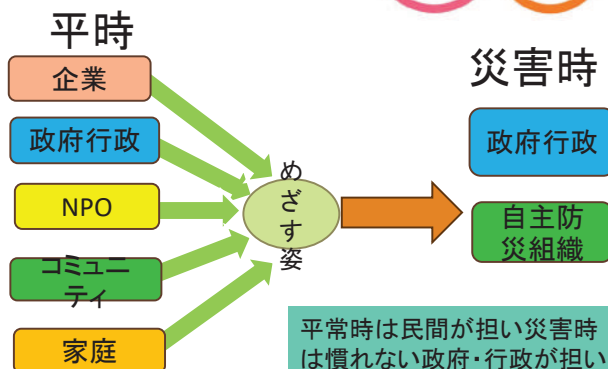 平時
企業
政府行政
NPO
コミュニ
ティ
家庭
めざす姿
災害時
政府行政
自主防
災組織
平常時は民間が担い災害時
は慣れない政府・行政が担い